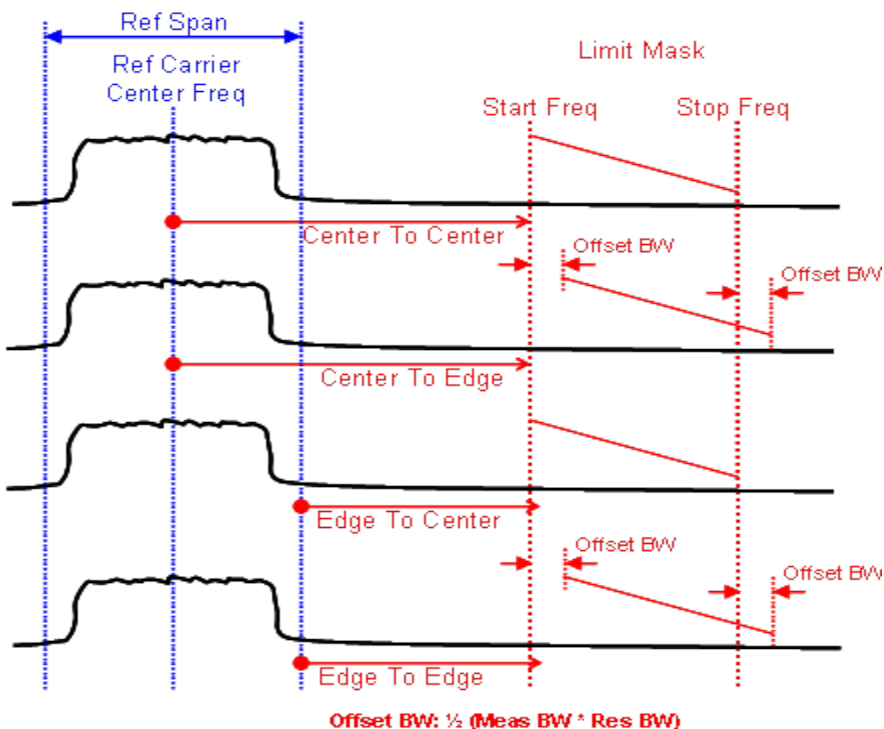 Ref Span
Ref Carrier
Center Freq
Limit Mask
Start Freq
Stop Freq
Center To Center
Offset BW
Offset BW
Center To Edge
Edge To Center
Offset BW
Offset BW
Edge To Edge
Offset BW: ½ (Meas BW * Res BW)